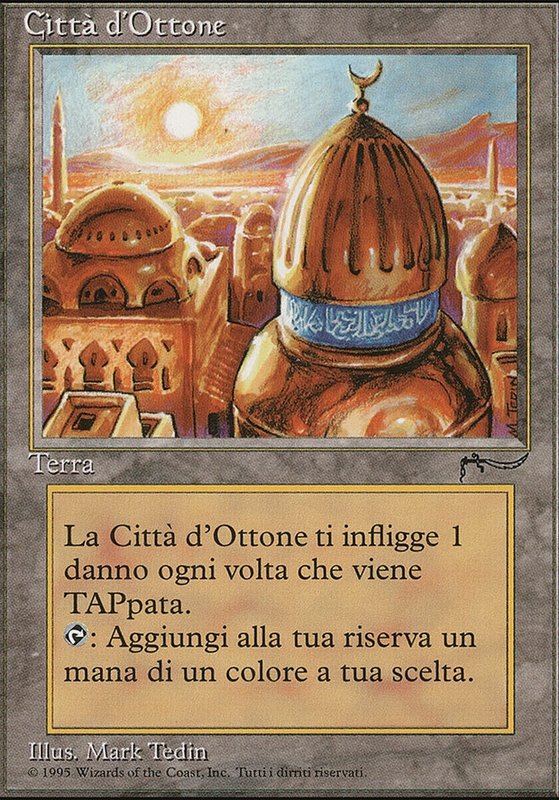 Città d'Ottone
M. TEDIN
Terra
La Città d'Ottone ti infligge 1
danno ogni volta che viene
TAPpata.
: Aggiungi alla tua riserva un
mana di un colore a tua scelta.
Illus. Mark Tedin
© 1995 Wizards of the Coast, Inc. Tutti i diritti riservati.